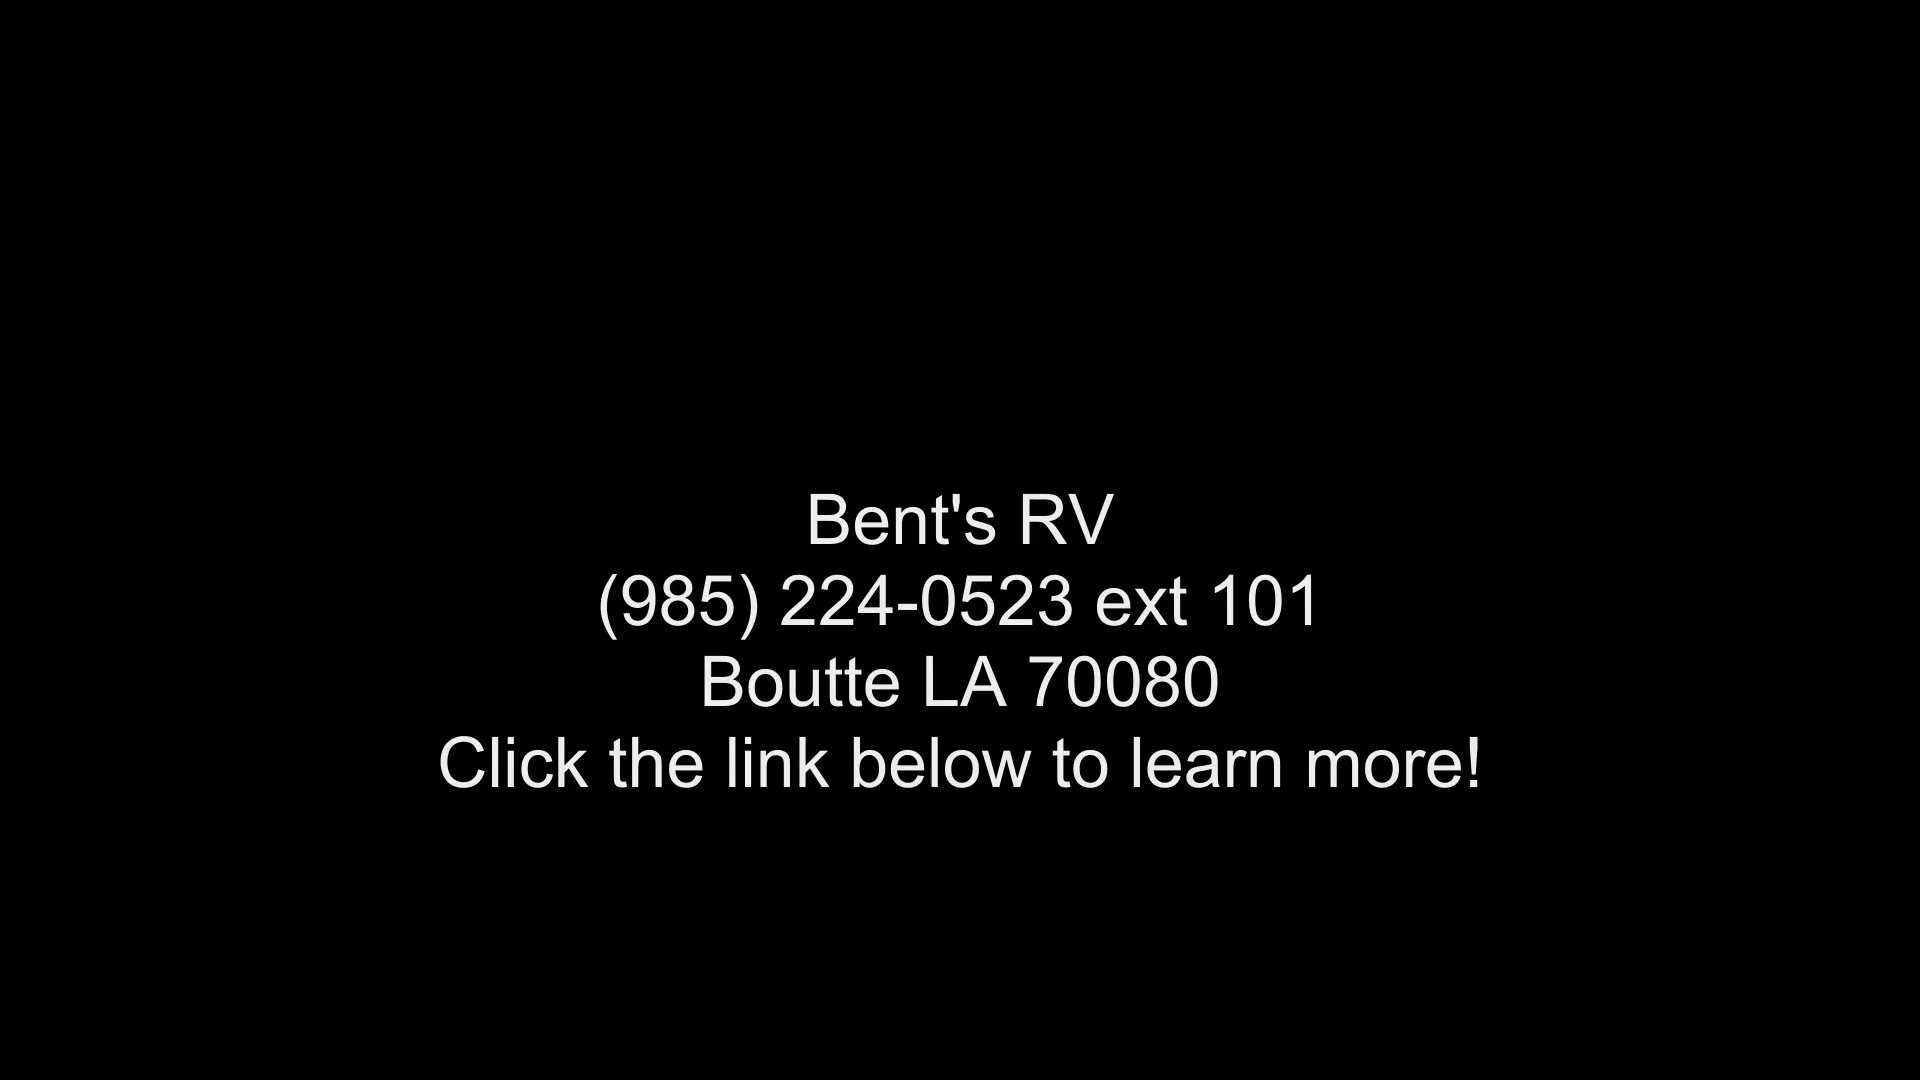 Bent's RV
(985) 224-0523 ext 101
Boutte LA 70080
Click the link below to learn more!